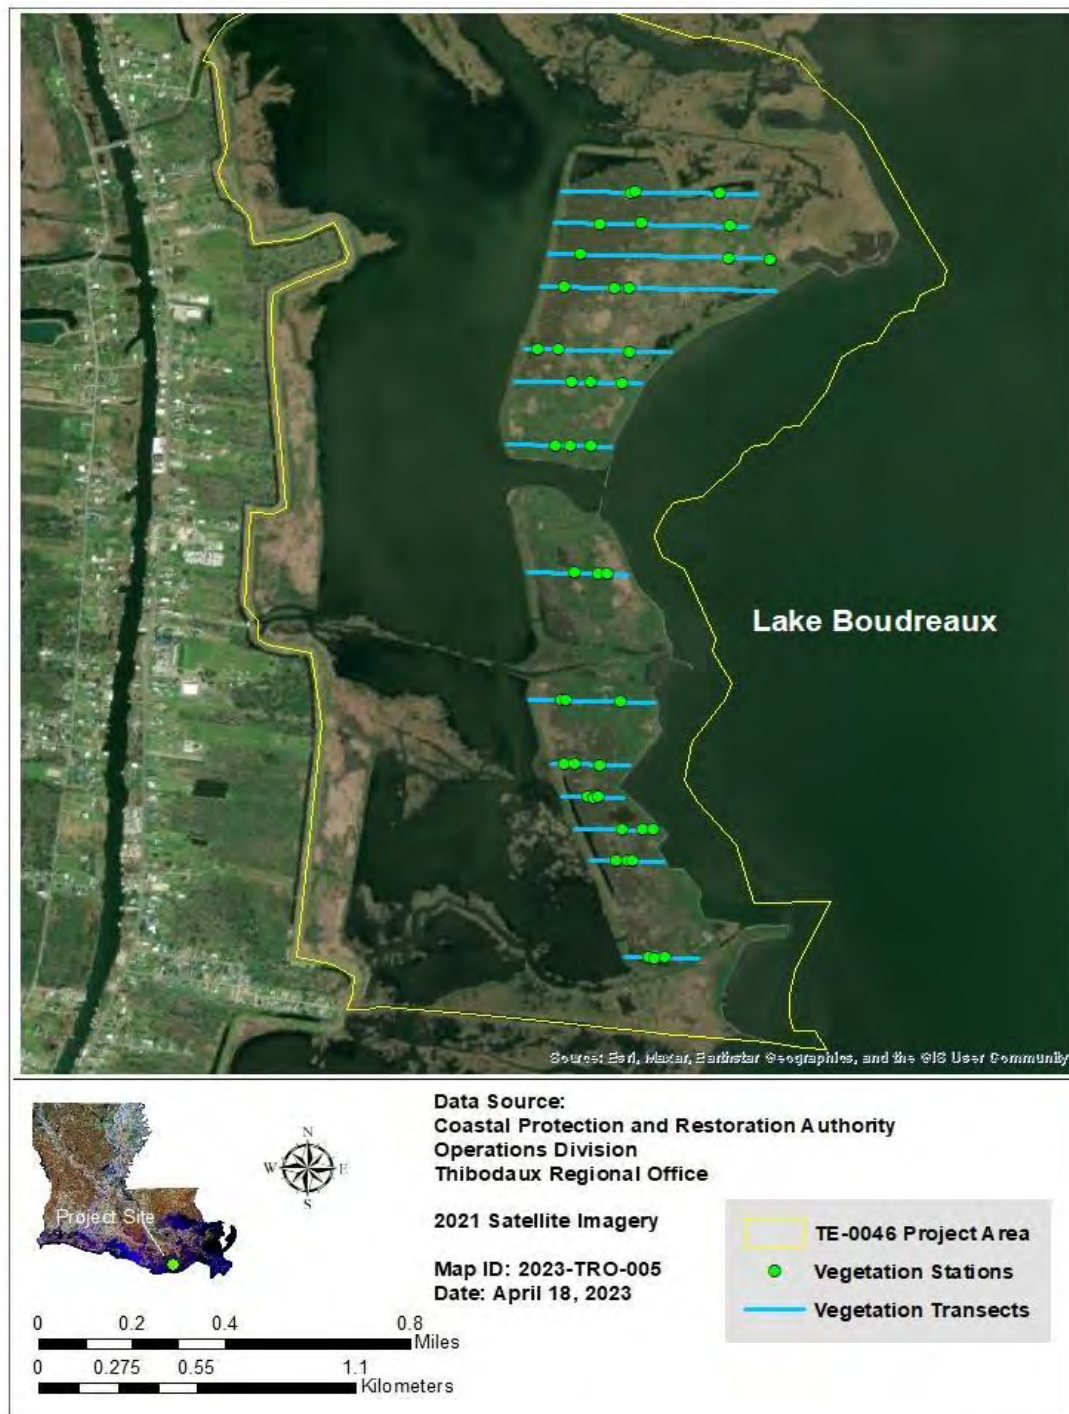 Lake Boudreaux
Source: Esri, Maxar, Earthstar Geographics, and the GIS User Community
Project Site
N
W E
S
Data Source:
Coastal Protection and Restoration Authority
Operations Division
Thibodaux Regional Office
2021 Satellite Imagery
Map ID: 2023-TRO-005
Date: April 18, 2023
TE-0046 Project Area
Vegetation Stations
Vegetation Transects
0 0.2 0.4 0.8
Miles
0 0.275 0.55 1.1
Kilometers